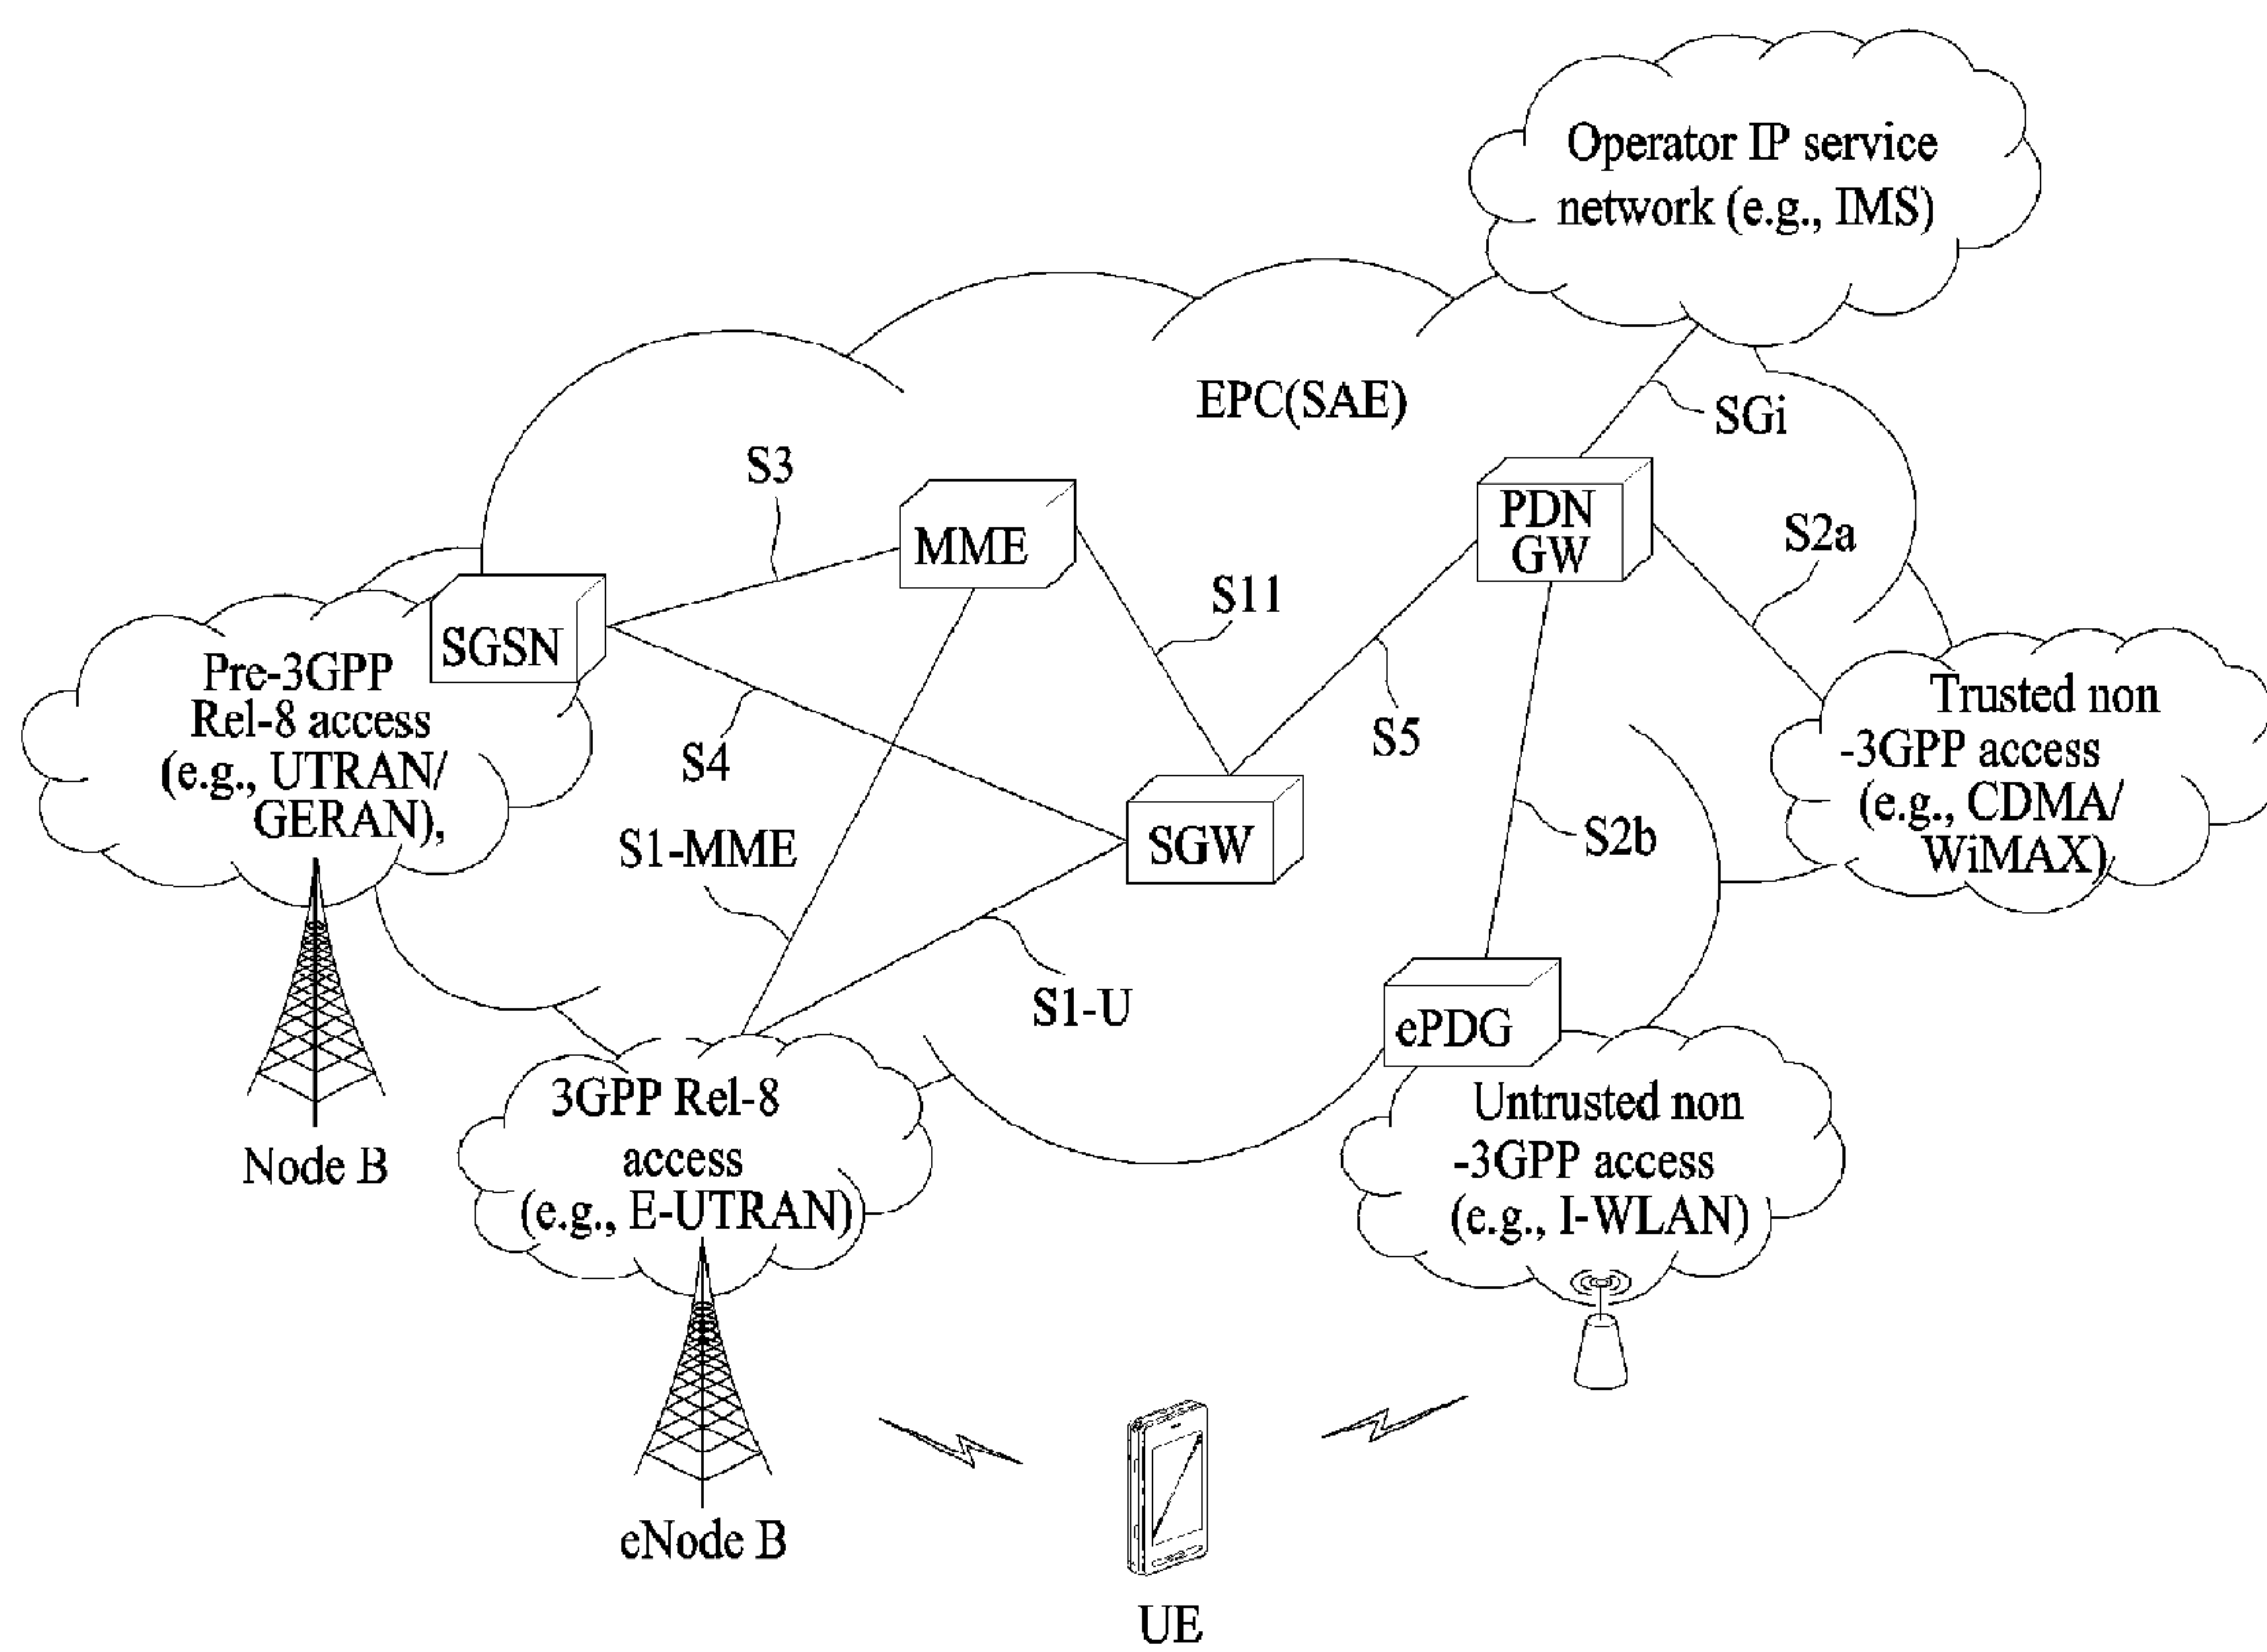 Operator IP service
network (e.g., IMS)
EPC(SAE)
SGi
S3
MME
PDN
GW
S2a
S11
SGSN
Pre-3GPP
Rel-8 access
(e.g., UTRAN/
GERAN),
S4
S5
Trusted non
-3GPP access
(e.g., CDMA/
WiMAX)
S1-MME
SGW
S2b
S1-U
ePDG
Node B
3GPP Rel-8
access
(e.g., E-UTRAN)
Untrusted non
-3GPP access
(e.g., I-WLAN)
eNode B
UE